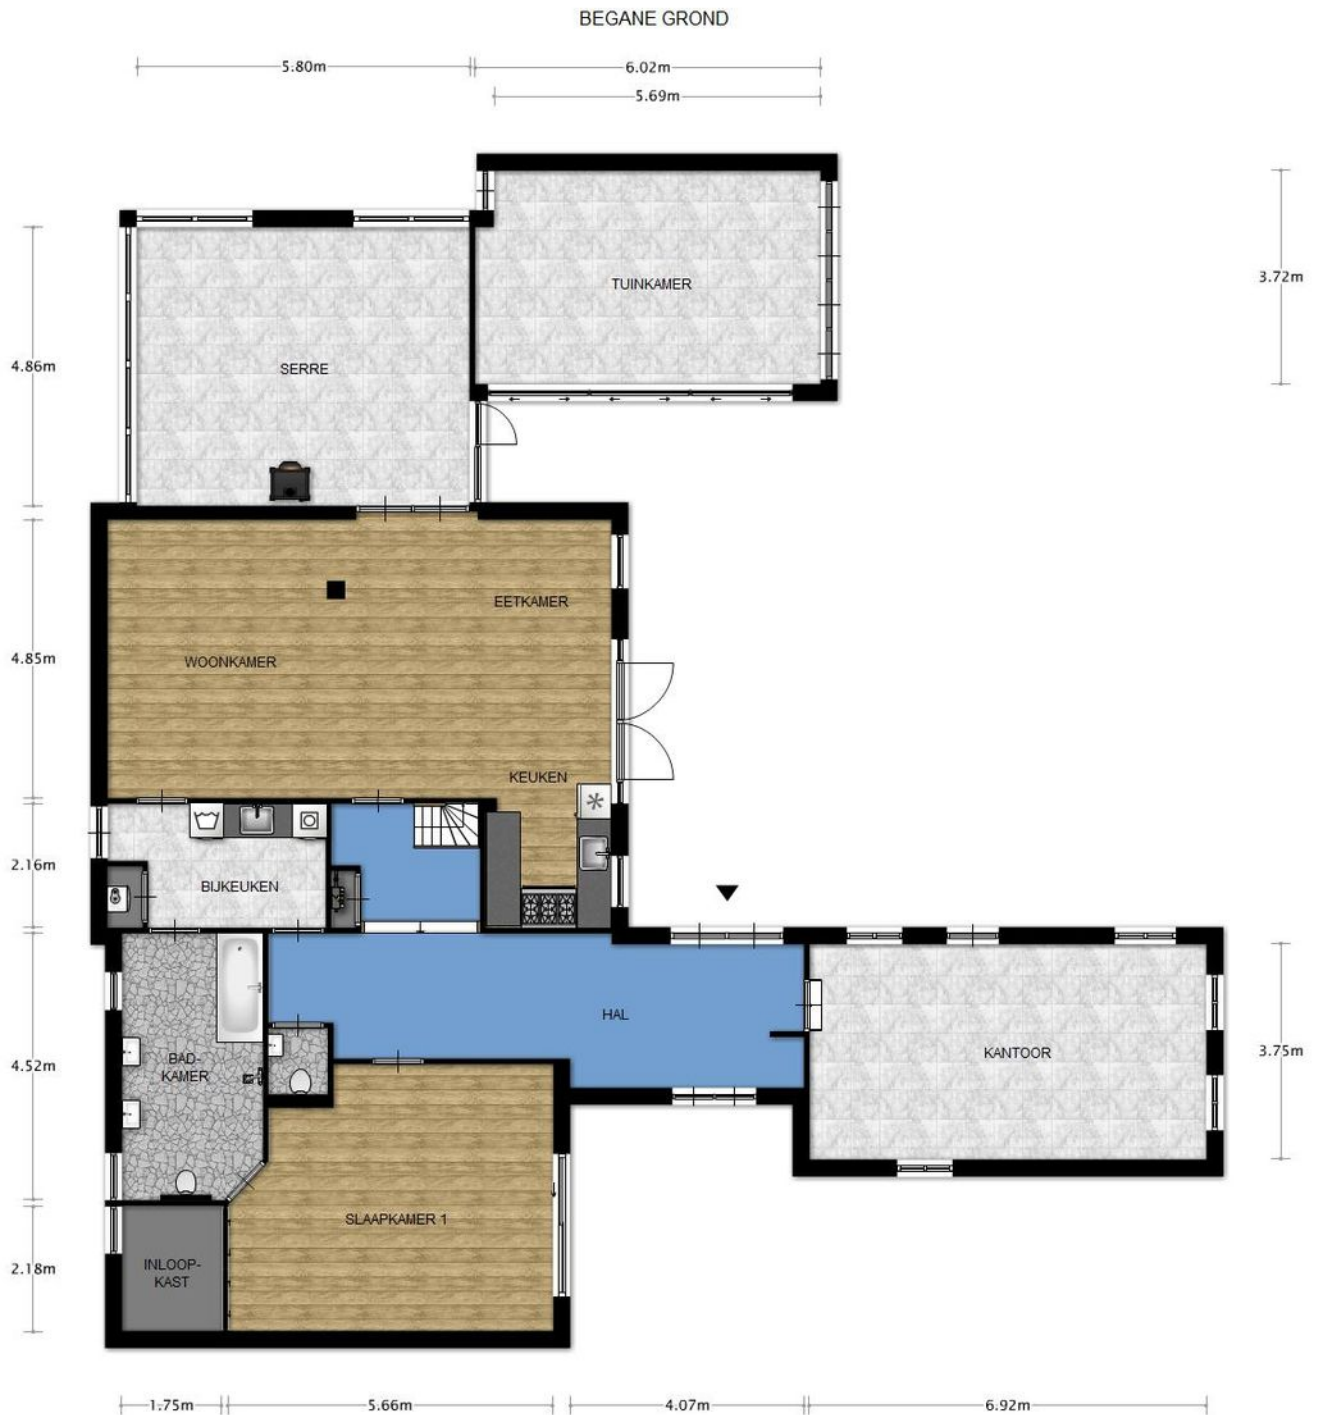 BEGANE GROND
5.80m
6.02m
5.69m
TUINKAMER
3.72m
SERRE
4.86m
EETKAMER
4.85m
WOONKAMER
KEUKEN
2.16m
BIJKEUKEN
HAL
4.52m
BAD-
KAMER
KANTOOR
3.75m
SLAAPKAMER 1
2.18m
INLOOP-
KAST
1.75m
5.66m
4.07m
6.92m